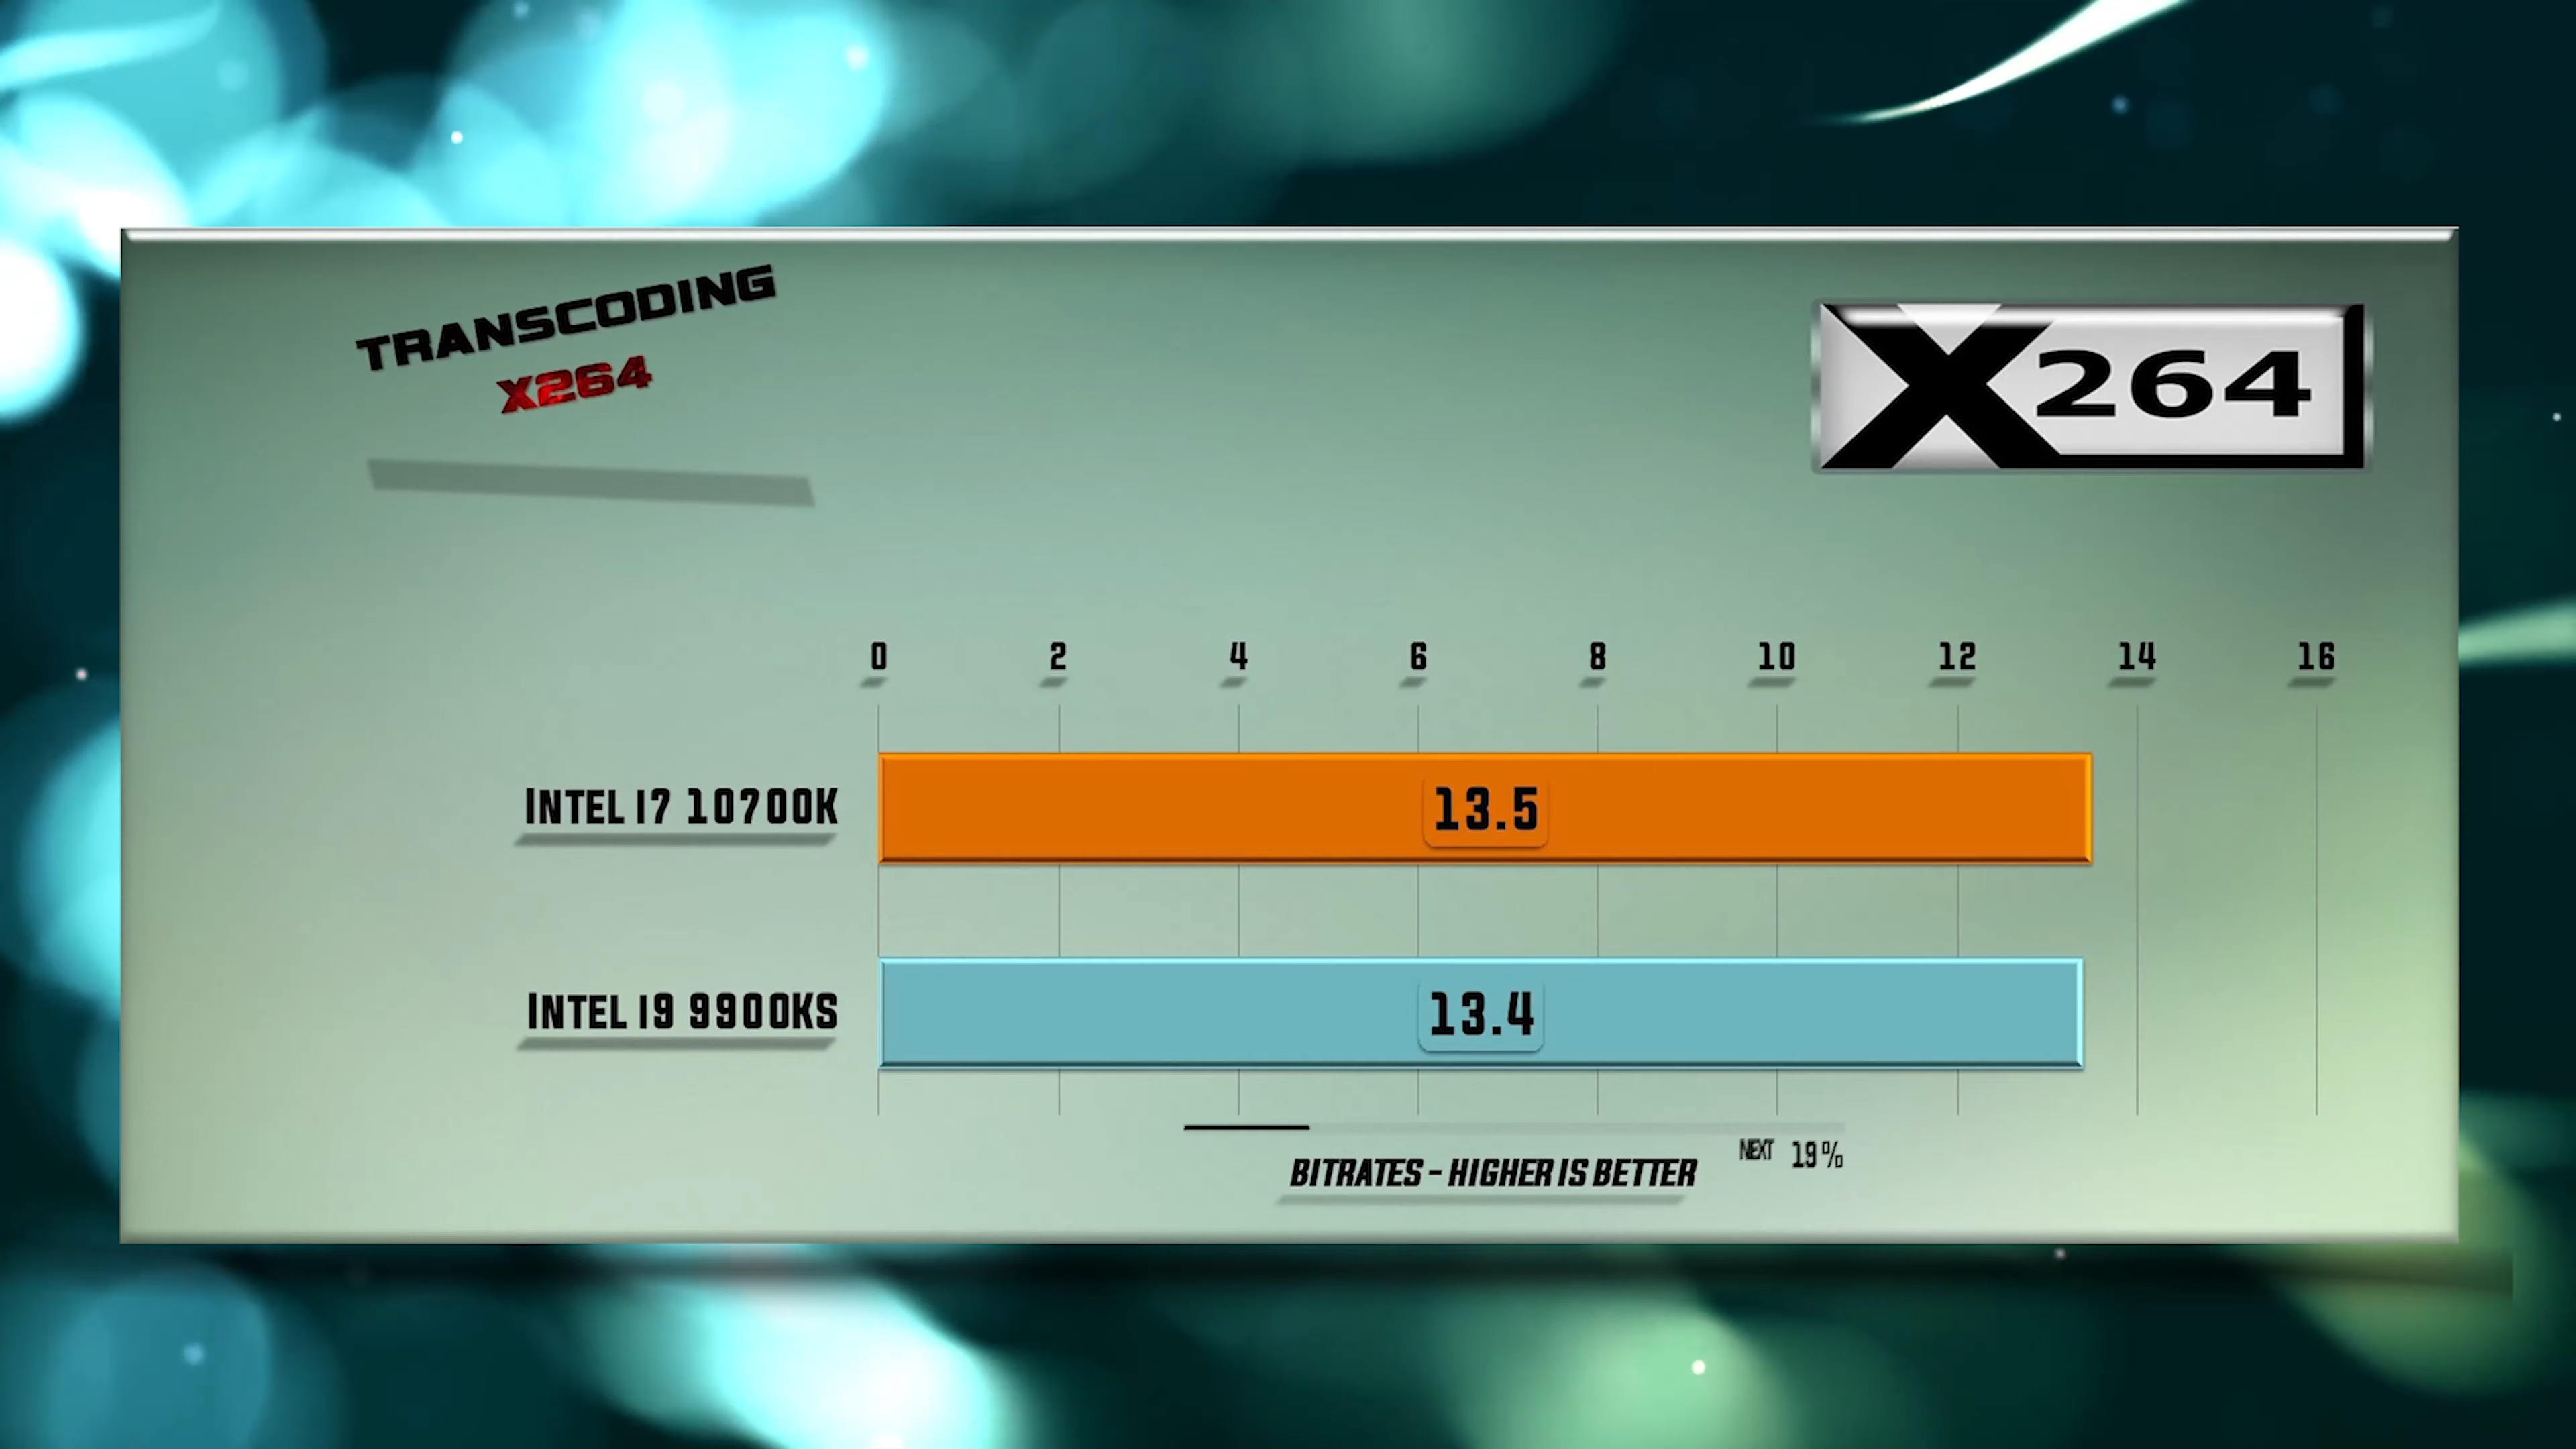 TRANSCODING
X264
X264
0 2 4 6 8 10 12 14 16
INTEL I7 10700K
13.5
INTEL I9 9900KS
13.4
NEXT 19%
BITRATES - HIGHER IS BETTER